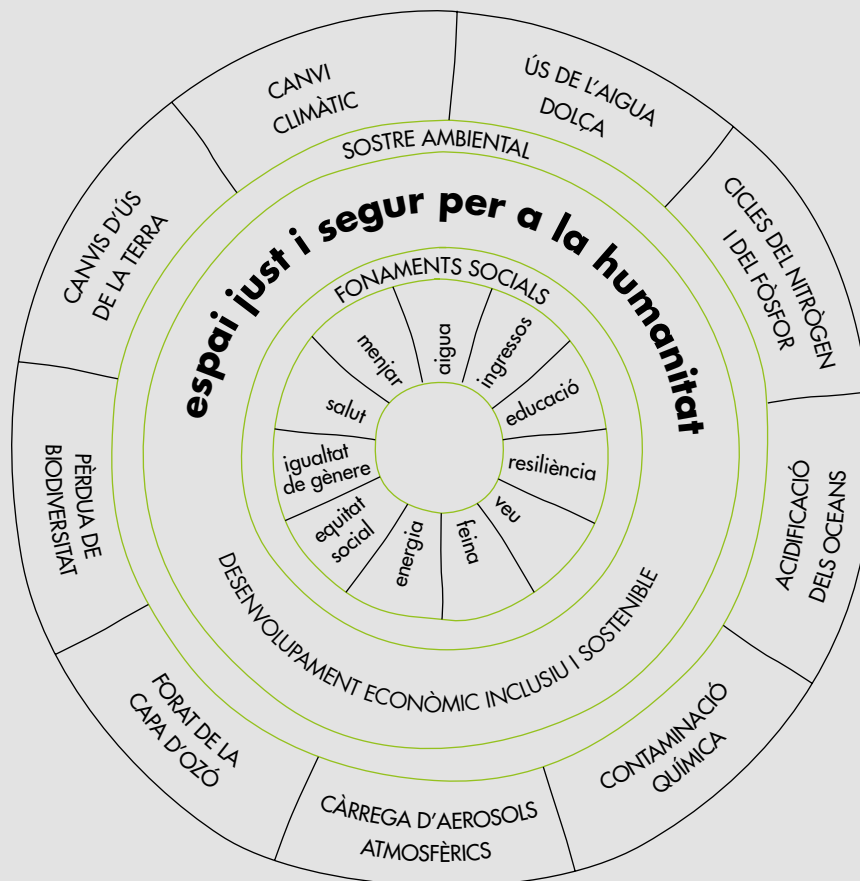 CANVI
CLIMÀTIC
ÚS DE L'AIGUA
DOLÇA
CICLES DEL NITRÒGEN
I DEL FÒSFOR
ACIDIFICACIÓ
DELS OCEANS
CONTAMINACIÓ
QUÍMICA
CÀRREGA D'AEROSOLS
ATMOSFÈRICS
FORAT DE LA
CAPA D'OZÓ
PÈRDUA DE
BIODIVERSITAT
CANVIS D'ÚS
DE LA TERRA
SOSTRE AMBIENTAL
espai just i segur per a la humanitat
FONAMENTS SOCIALS
aigua
ingressos
educació
resiliència
veu
feina
energia
equitat
social
igualtat
de gènere
salut
menjar
DESENVOLUPAMENT ECONÒMIC INCLUSIU I SOSTENIBLE